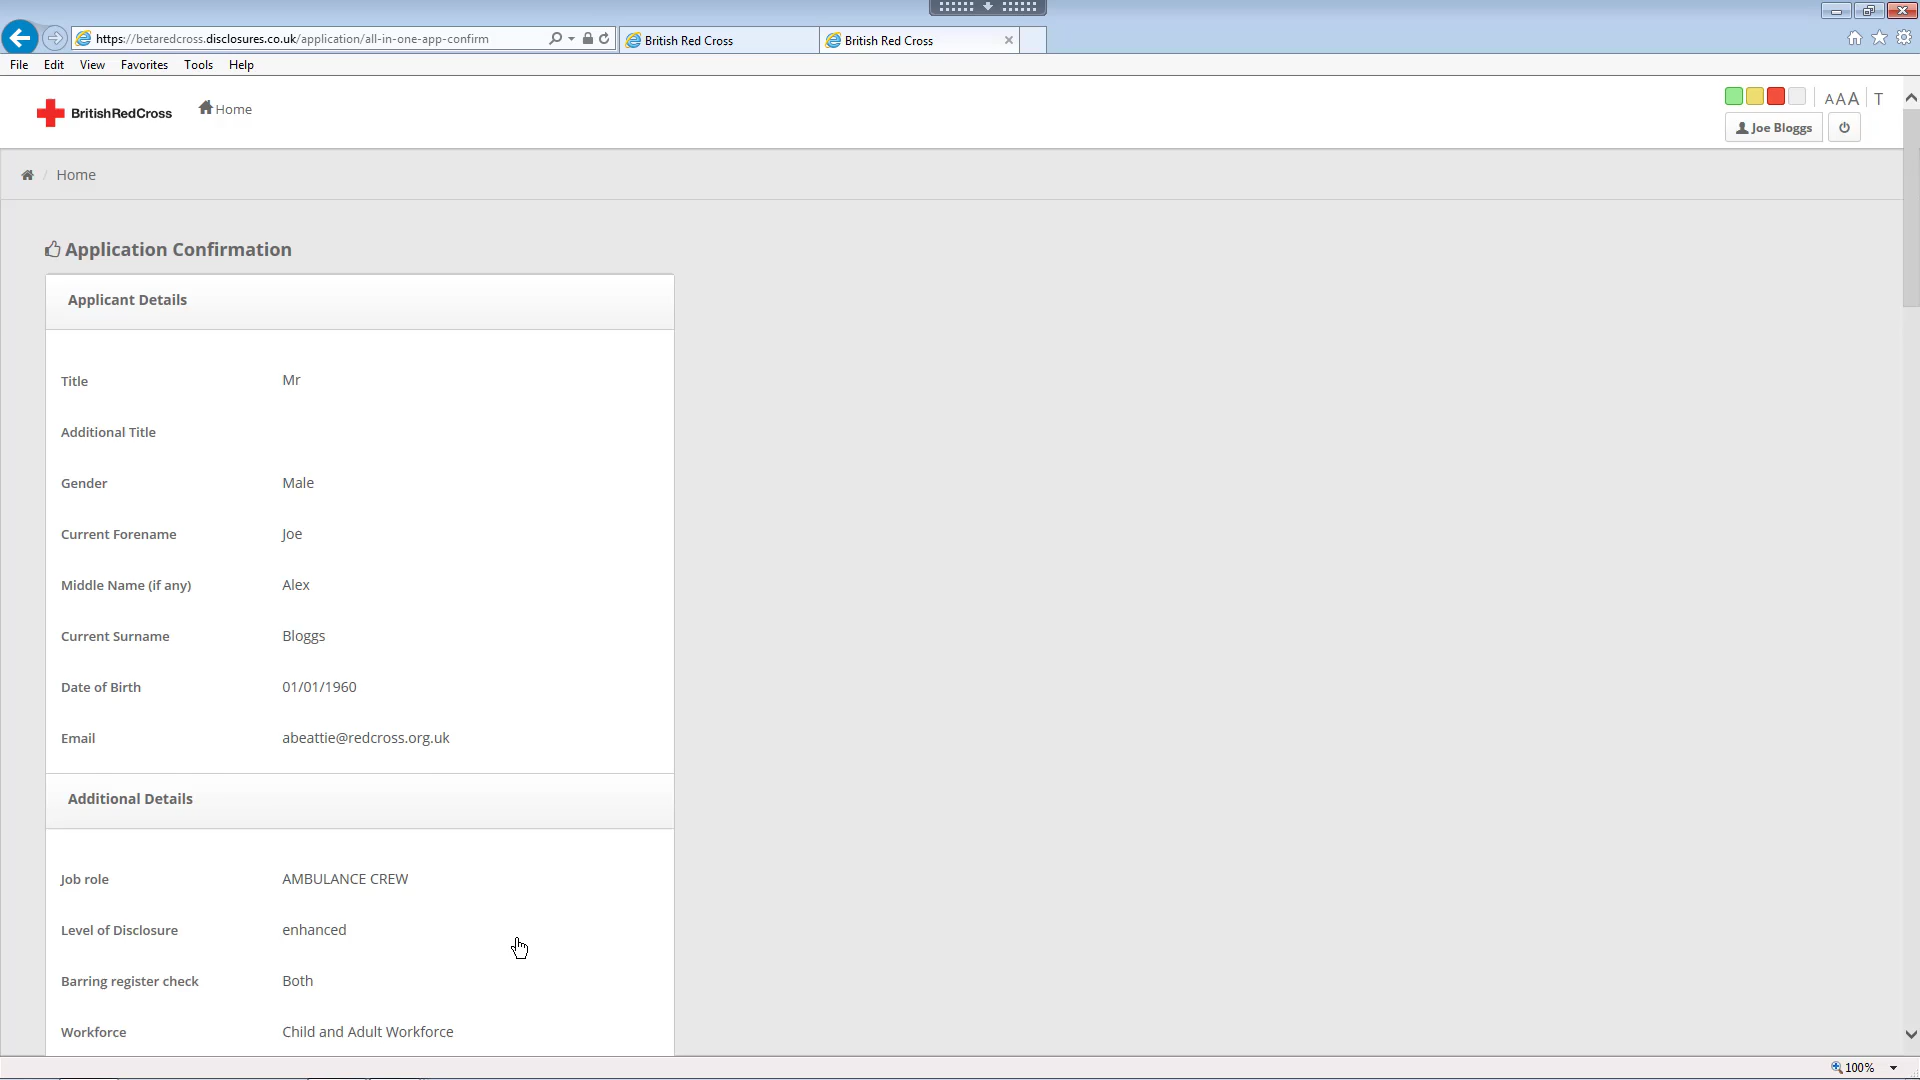 https://betaredcross.disclosures.co.uk/application/all-in-one-app-confirm
British Red Cross
British Red Cross
File Edit View Favorites Tools Help
BritishRedCross
Home
A A A T
Joe Bloggs
/ Home
Application Confirmation
Applicant Details
Title Mr
Additional Title
Gender Male
Current Forename Joe
Middle Name (if any) Alex
Current Surname Bloggs
Date of Birth 01/01/1960
Email abeattie@redcross.org.uk
Additional Details
Job role AMBULANCE CREW
Level of Disclosure enhanced
Barring register check Both
Workforce Child and Adult Workforce
100%